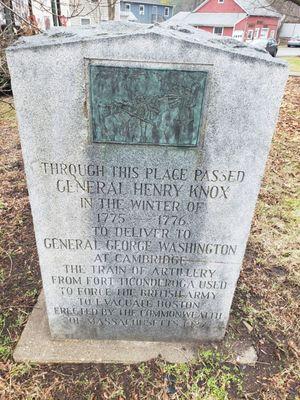 THROUGH THIS PLACE PASSED
GENERAL HENRY KNOX
IN THE WINTER OF
1775 - 1776
TO DELIVER TO
GENERAL GEORGE WASHINGTON
AT CAMBRIDGE
THE TRAIN OF ARTILLERY
FROM FORT TICONDEROGA USED
TO FORCE THE BRITISH ARMY
TO EVACUATE BOSTON
ERECTED BY THE COMMONWEALTH
OF MASSACHUSETTS